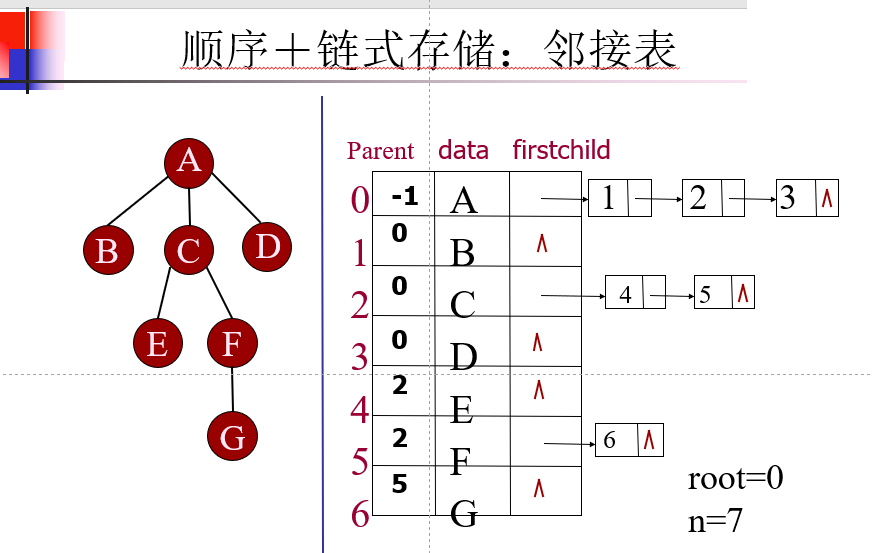 顺序＋链式存储：邻接表
A
B C D
E F
G
Parent data firstchild
0 -1 A 1 2 3 ∧
1 0 B ∧
2 0 C 4 5 ∧
3 0 D ∧
4 2 E ∧
5 2 F 6 ∧
6 5 G ∧
root=0
n=7